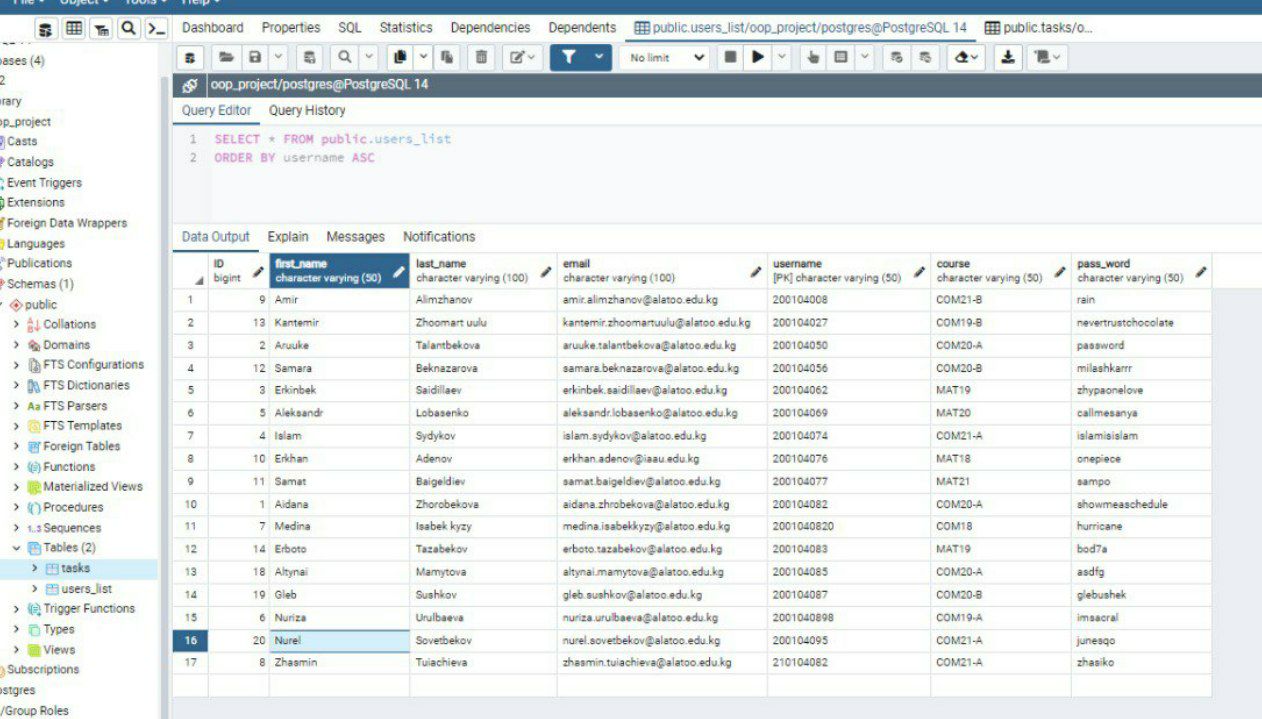 File Object Tools Help
Dashboard Properties SQL Statistics Dependencies Dependents public.users_list/oop_project/postgres@PostgreSQL 14 public.tasks/o...
No limit
oop_project/postgres@PostgreSQL 14
Query Editor Query History
1 SELECT * FROM public.users_list
2 ORDER BY username ASC
Data Output Explain Messages Notifications
ID first_name last_name email username course pass_word
bigint character varying (50) character varying (100) character varying (100) [PK] character varying (50) character varying (50) character varying (50)
1 9 Amir Alimzhanov amir.alimzhanov@alatoo.edu.kg 200104008 COM21-B rain
2 13 Kantemir Zhoomart uulu kantemir.zhoomartuulu@alatoo.edu.kg 200104027 COM19-B nevertrustchocolate
3 2 Aruuke Talantbekova aruuke.talantbekova@alatoo.edu.kg 200104050 COM20-A password
4 12 Samara Beknazarova samara.beknazarova@alatoo.edu.kg 200104056 COM20-B milashkarrr
5 3 Erkinbek Saidillaev erkinbek.saidillaev@alatoo.edu.kg 200104062 MAT19 zhypaonelove
6 5 Aleksandr Lobasenko aleksandr.lobasenko@alatoo.edu.kg 200104069 MAT20 callmesanya
7 4 Islam Sydykov islam.sydykov@alatoo.edu.kg 200104074 COM21-A islamisislam
8 10 Erkhan Adenov erkhan.adenov@iaau.edu.kg 200104076 MAT18 onepiece
9 11 Samat Baigeldiev samat.baigeldiev@alatoo.edu.kg 200104077 MAT21 sampo
10 1 Aidana Zhorobekova aidana.zhrobekova@alatoo.edu.kg 200104082 COM20-A showmeaschedule
11 7 Medina Isabek kyzy medina.isabekkyzy@alatoo.edu.kg 2001040820 COM18 hurricane
12 14 Erboto Tazabekov erboto.tazabekov@alatoo.edu.kg 200104083 MAT19 bod7a
13 18 Altynai Mamytova altynai.mamytova@alatoo.edu.kg 200104085 COM20-A asdfg
14 19 Gleb Sushkov gleb.sushkov@alatoo.edu.kg 200104087 COM20-B glebushek
15 6 Nuriza Urulbaeva nuriza.urulbaeva@alatoo.edu.kg 2001040898 COM19-A imsacral
16 20 Nurel Sovetbekov nurel.sovetbekov@alatoo.edu.kg 200104095 COM21-A junesqo
17 8 Zhasmin Tuiachieva zhasmin.tuiachieva@alatoo.edu.kg 210104082 COM21-A zhasiko
ases (4)
2
rary
op_project
Casts
Catalogs
Event Triggers
Extensions
Foreign Data Wrappers
Languages
Publications
Schemas (1)
public
Collations
Domains
FTS Configurations
FTS Dictionaries
Aa FTS Parsers
FTS Templates
Foreign Tables
Functions
Materialized Views
Procedures
1..3 Sequences
Tables (2)
tasks
users_list
Trigger Functions
Types
Views
Subscriptions
ostgres
/Group Roles